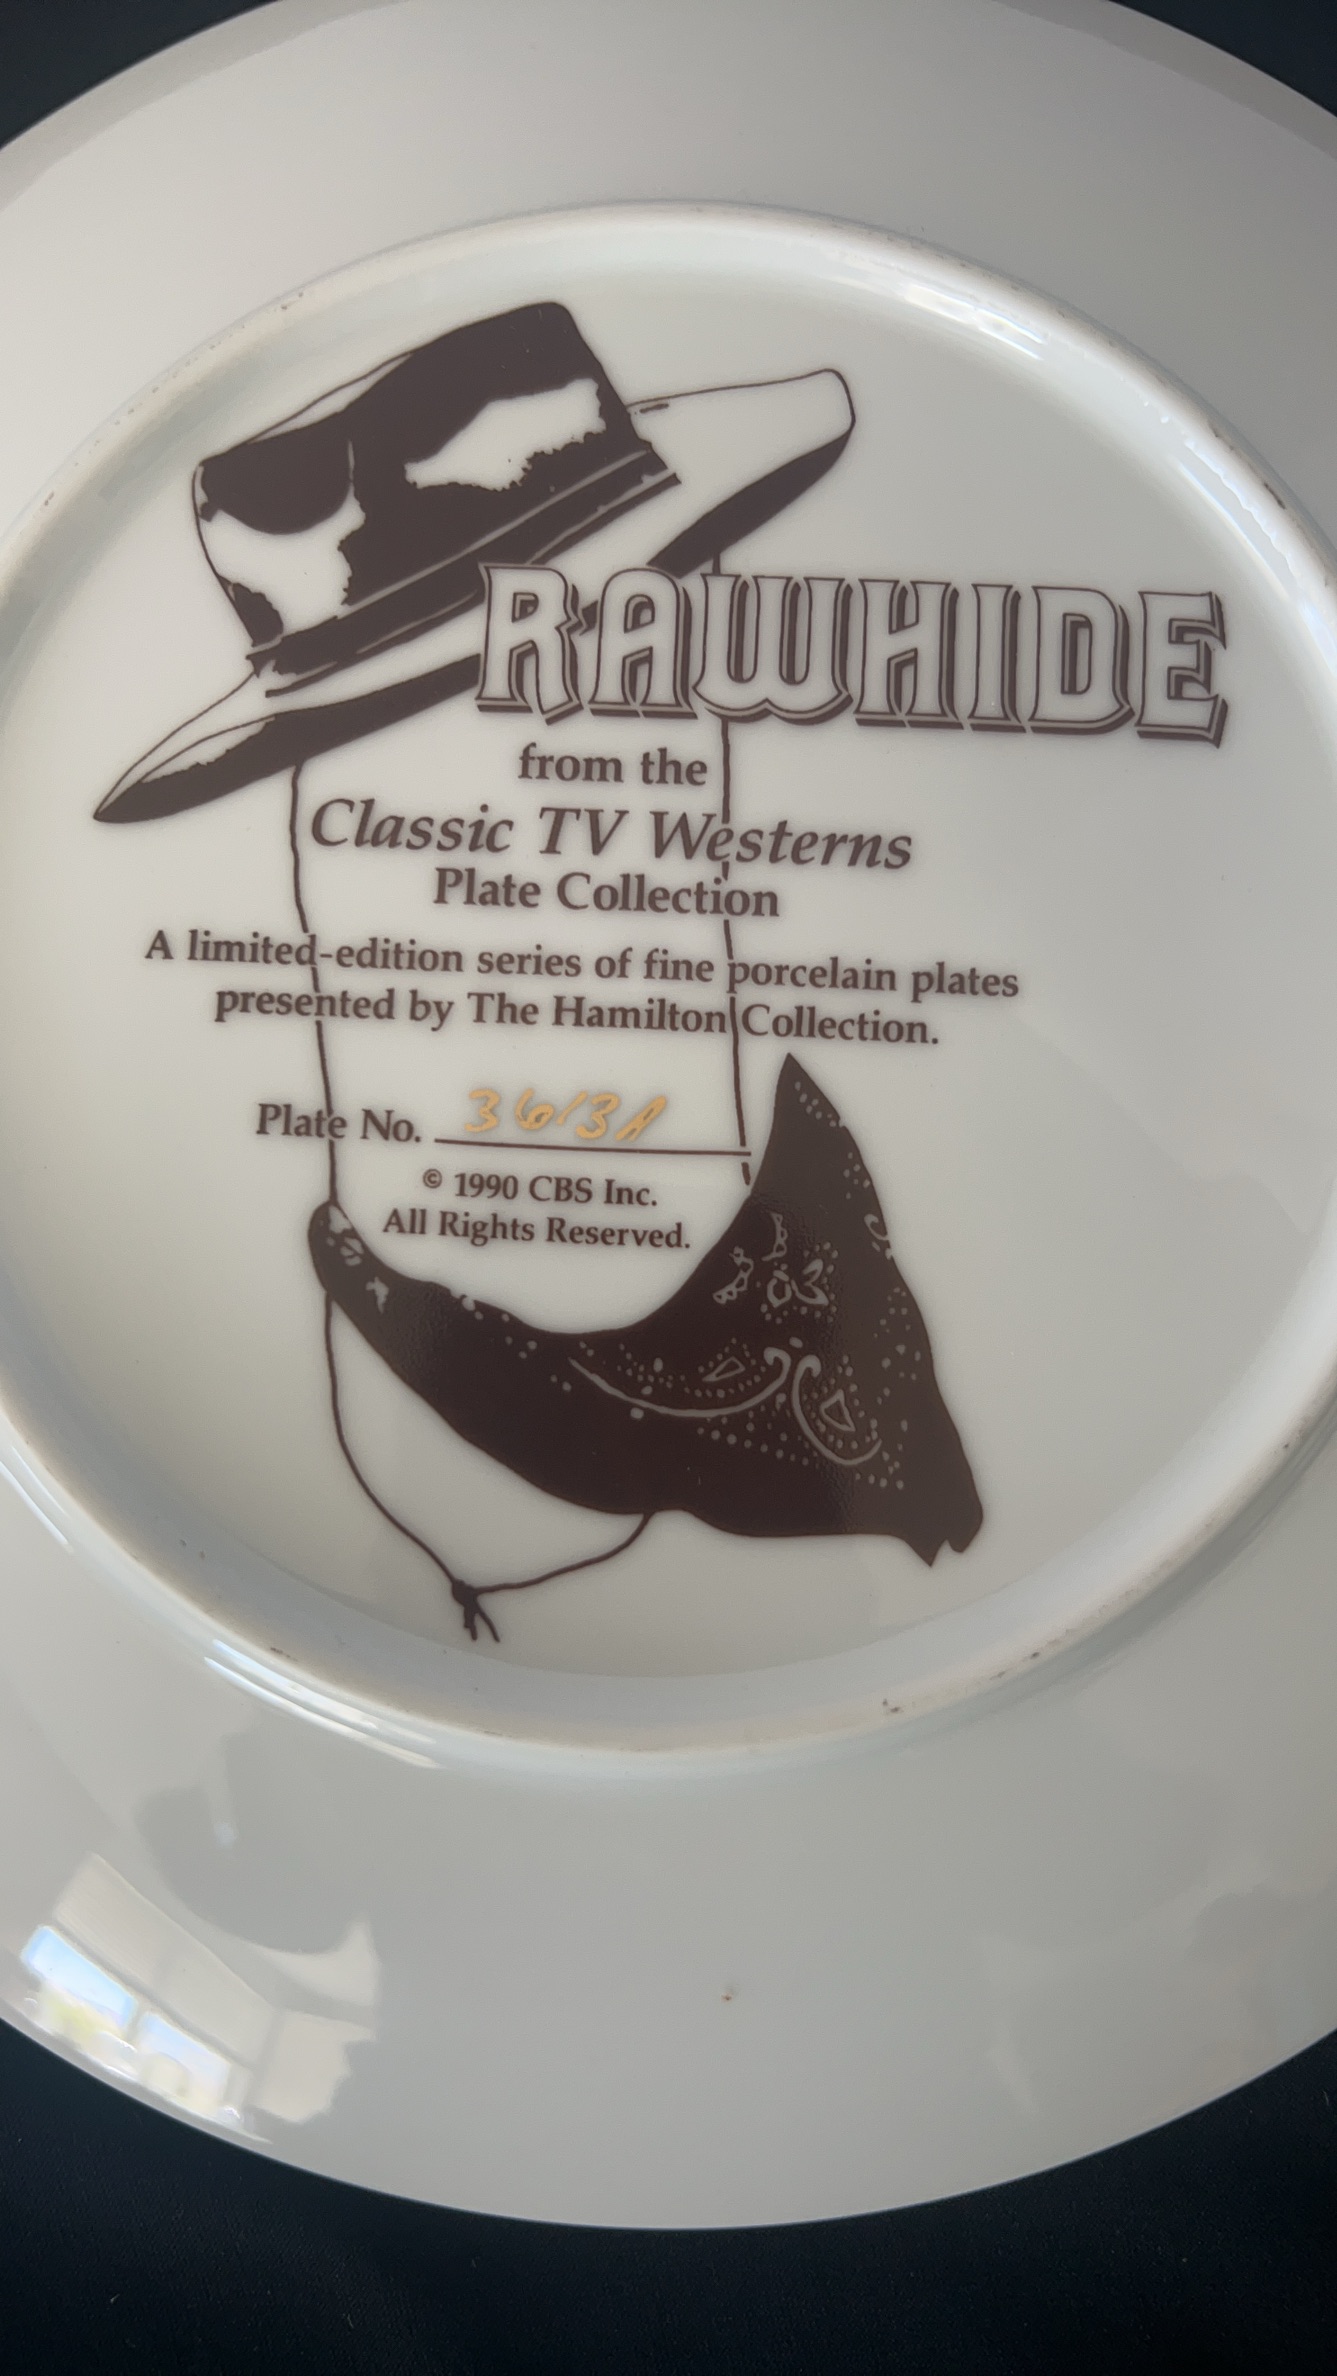 RAWHIDE
from the
Classic TV Westerns
Plate Collection
A limited-edition series of fine porcelain plates
presented by The Hamilton Collection.
Plate No. 3613A
© 1990 CBS Inc.
All Rights Reserved.